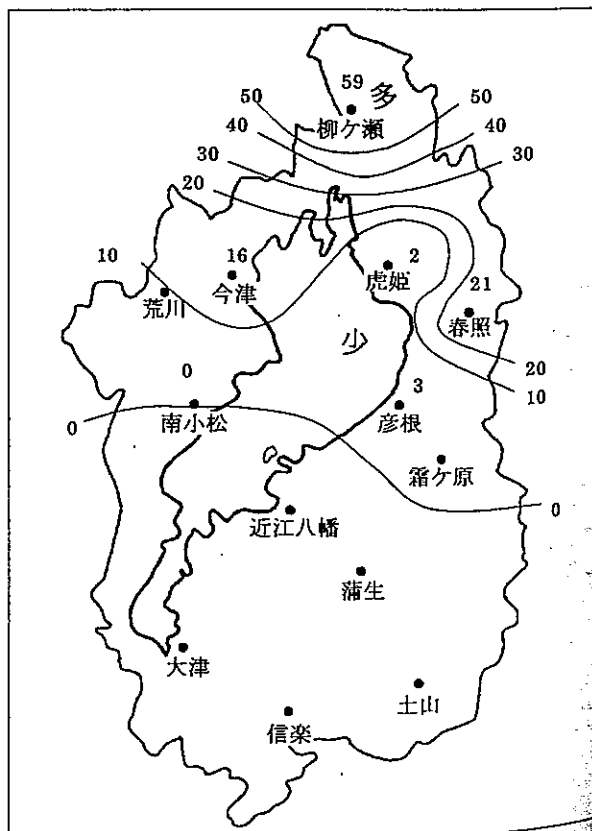 59
多
50
50
柳ケ瀬
40
40
30
30
20
10
16
2
今津
虎姫
21
荒川
春照
少
20
0
3
10
0
南小松
彦根
霜ケ原
0
近江八幡
蒲生
大津
土山
信楽